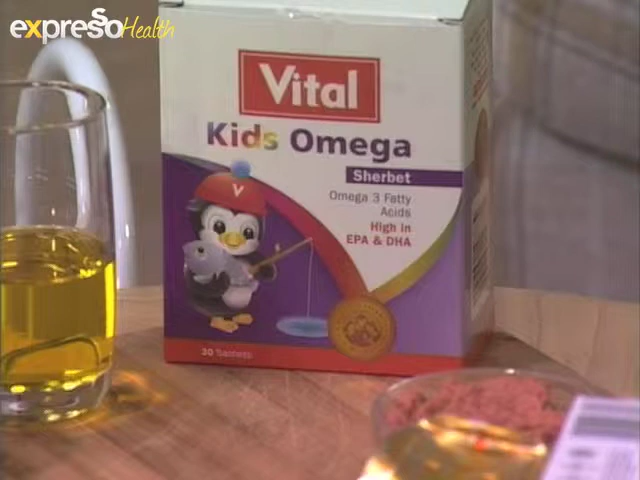 expresso Health
Vital
Kids Omega
Sherbet
Omega 3 Fatty
Acids
High in
EPA & DHA
V
30 Sachets